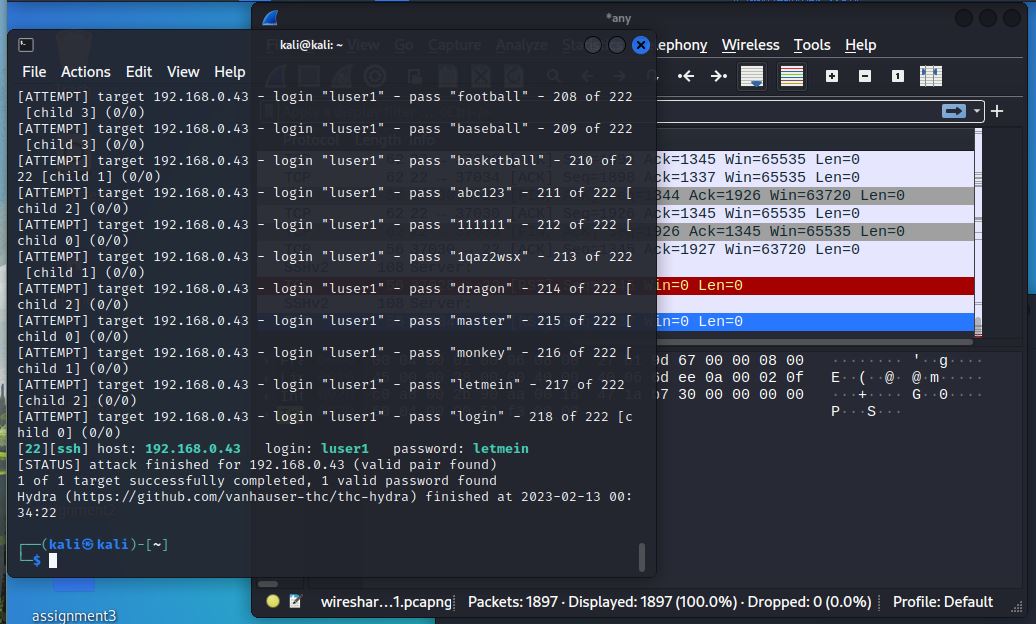 *any
kali@kali: ~
File Actions Edit View Help
View Go Capture Analyze
ephony Wireless Tools Help
[ATTEMPT] target 192.168.0.43 - login "luser1" - pass "football" - 208 of 222
[child 3] (0/0)
[ATTEMPT] target 192.168.0.43 - login "luser1" - pass "baseball" - 209 of 222
[child 3] (0/0)
[ATTEMPT] target 192.168.0.43 - login "luser1" - pass "basketball" - 210 of 2
22 [child 1] (0/0)
[ATTEMPT] target 192.168.0.43 - login "luser1" - pass "abc123" - 211 of 222 [
child 2] (0/0)
[ATTEMPT] target 192.168.0.43 - login "luser1" - pass "111111" - 212 of 222 [
child 0] (0/0)
[ATTEMPT] target 192.168.0.43 - login "luser1" - pass "1qaz2wsx" - 213 of 222
[child 1] (0/0)
[ATTEMPT] target 192.168.0.43 - login "luser1" - pass "dragon" - 214 of 222 [
child 2] (0/0)
[ATTEMPT] target 192.168.0.43 - login "luser1" - pass "master" - 215 of 222 [
child 0] (0/0)
[ATTEMPT] target 192.168.0.43 - login "luser1" - pass "monkey" - 216 of 222 [
child 1] (0/0)
[ATTEMPT] target 192.168.0.43 - login "luser1" - pass "letmein" - 217 of 222
[child 2] (0/0)
[ATTEMPT] target 192.168.0.43 - login "luser1" - pass "login" - 218 of 222 [c
hild 0] (0/0)
[22][ssh] host: 192.168.0.43   login: luser1   password: letmein
[STATUS] attack finished for 192.168.0.43 (valid pair found)
1 of 1 target successfully completed, 1 valid password found
Hydra (https://github.com/vanhauser-thc/thc-hydra) finished at 2023-02-13 00:
34:22
(kali㉿kali)-[~]
$
ck=1345 Win=65535 Len=0
ck=1337 Win=65535 Len=0
344 Ack=1926 Win=63720 Len=0
ck=1345 Win=65535 Len=0
926 Ack=1345 Win=65535 Len=0
ck=1927 Win=63720 Len=0
in=0 Len=0
in=0 Len=0
9d 67 00 00 08 00 ········ '··g····
6d ee 0a 00 02 0f E··(··@· @·m·····
b7 30 00 00 00 00 ···+···· G··0····
P···S···
wireshar…1.pcapng
Packets: 1897 · Displayed: 1897 (100.0%) · Dropped: 0 (0.0%)
Profile: Default
assignment3